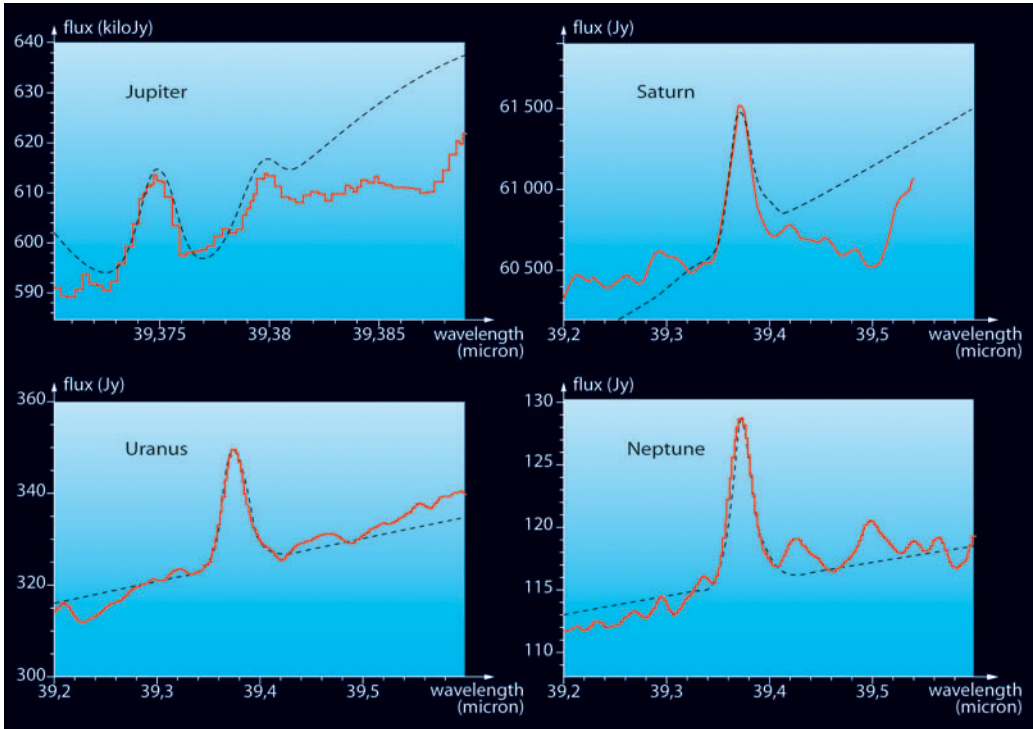 flux (kiloJy)
640
630
620
610
600
590
Jupiter
39,375
39,38
39,385
wavelength
(micron)
flux (Jy)
61 500
61 000
60 500
Saturn
39,2
39,3
39,4
39,5
wavelength
(micron)
flux (Jy)
360
340
320
300
Uranus
39,2
39,3
39,4
39,5
wavelength
(micron)
flux (Jy)
130
125
120
115
110
Neptune
39,2
39,3
39,4
39,5
wavelength
(micron)